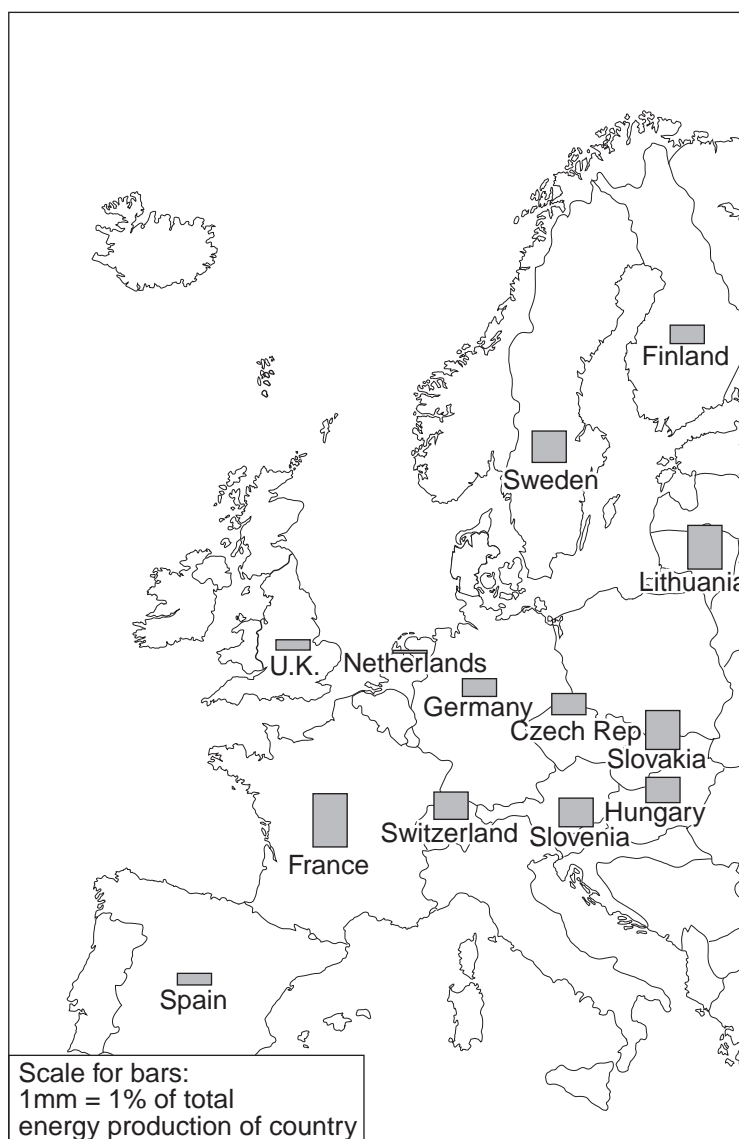 Finland
Sweden
Lithuania
U.K.
Netherlands
Germany
Czech Rep
Slovakia
Hungary
Switzerland
Slovenia
France
Spain
Scale for bars:
1mm = 1% of total
energy production of country